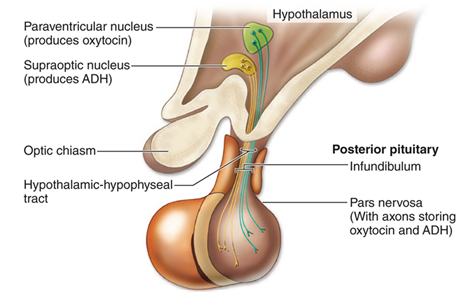 Hypothalamus
Paraventricular nucleus
(produces oxytocin)
Supraoptic nucleus
(produces ADH)
Optic chiasm
Hypothalamic-hypophyseal
tract
Posterior pituitary
Infundibulum
Pars nervosa
(With axons storing
oxytocin and ADH)